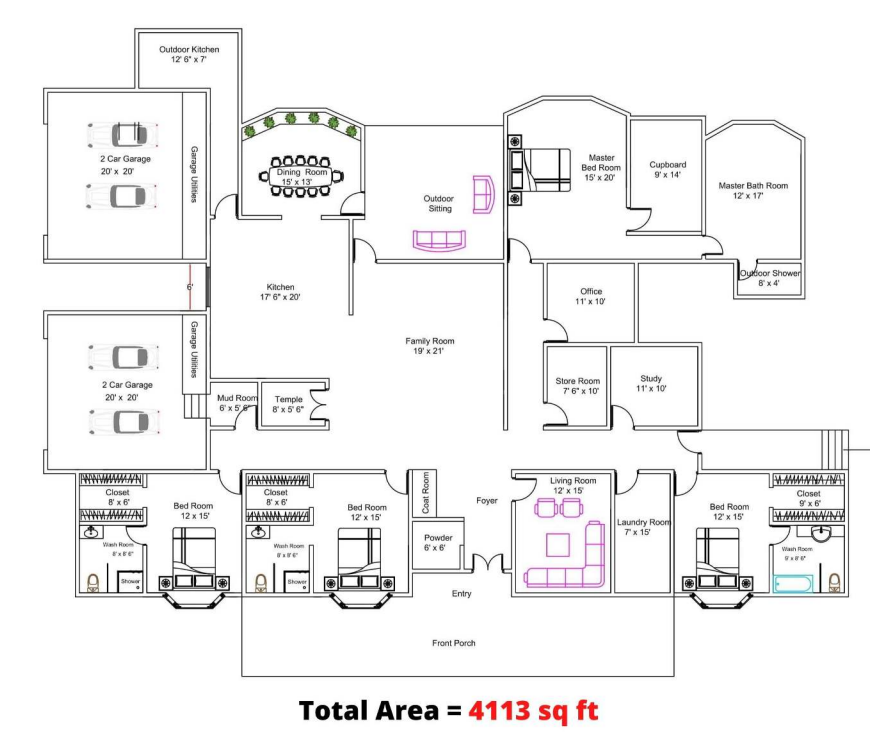 Outdoor Kitchen
12' 6" x 7'
2 Car Garage
20' x 20'
Garage Utilities
Dining Room
15' x 13'
Outdoor
Sitting
Master
Bed Room
15' x 20'
Cupboard
9' x 14'
Master Bath Room
12' x 17'
Outdoor Shower
8' x 4'
6'
Kitchen
17' 6" x 20'
Office
11' x 10'
Family Room
19' x 21'
Garage Utilities
2 Car Garage
20' x 20'
Mud Room
6' x 5' 6"
Temple
8' x 5' 6"
Store Room
7' 6" x 10'
Study
11' x 10'
Closet
8' x 6'
Bed Room
12' x 15'
Wash Room
8' x 8' 6"
Shower
Closet
8' x 6'
Bed Room
12' x 15'
Wash Room
8' x 8' 6"
Shower
Coat Room
Powder
6' x 6'
Foyer
Living Room
12' x 15'
Laundry Room
7' x 15'
Bed Room
12' x 15'
Closet
9' x 6'
Wash Room
9' x 8' 6"
Entry
Front Porch
Total Area = 4113 sq ft